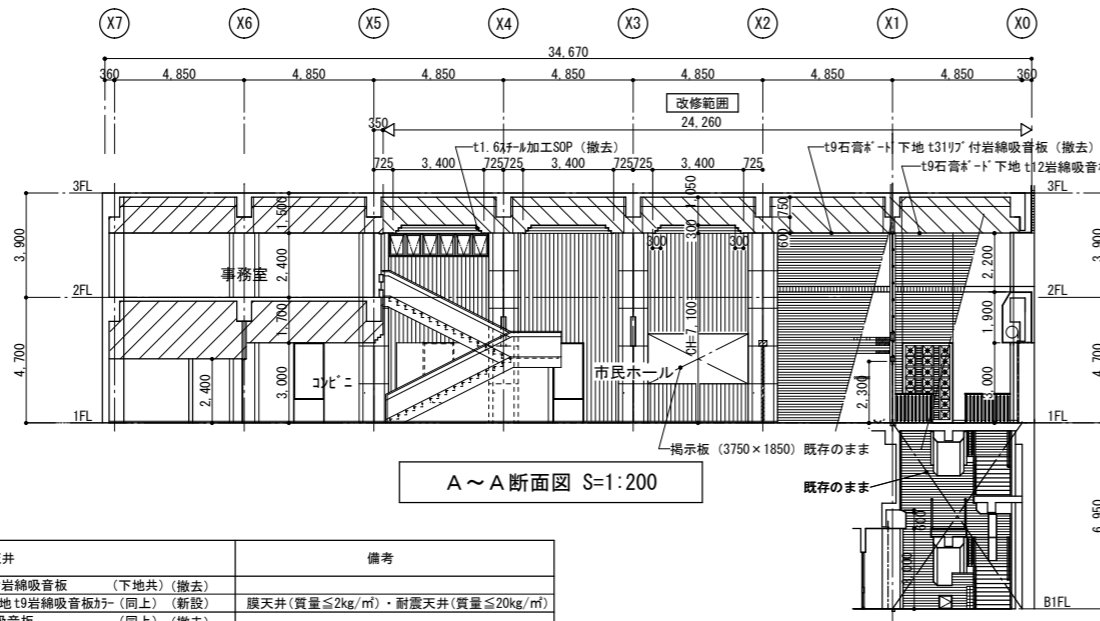 X7 X6 X5 X4 X3 X2 X1 X0
34,670
360 4,850 4,850 4,850 4,850 4,850 4,850 4,850 360
改修範囲
350 24,260
t1.6スチール加工SOP（撤去） t9石膏ボード下地 t31リブ付岩綿吸音板（撤去）
725 3,400 725 725 3,400 725 725 3,400 725 t9石膏ボード下地 t12岩綿吸音
3FL 3FL
1,500 1,050 750
300 600
3,900 2,400 300 300 2,200 3,900
事務室
2FL 2FL
1,700 CH=7,100 1,900
4,700 2,400 3,000 コンビニ 市民ホール 2,300 3,000 4,700
1FL 1FL
掲示板（3750×1850）既存のまま
A～A断面図 S=1:200 既存のまま
6,950
600
B1FL
井 備考
岩綿吸音板 （下地共）（撤去）
地 t9岩綿吸音板カラー（同上）（新設） 膜天井(質量≦2kg/㎡)・耐震天井(質量≦20kg/㎡)
吸音板 （同上）（撤去）